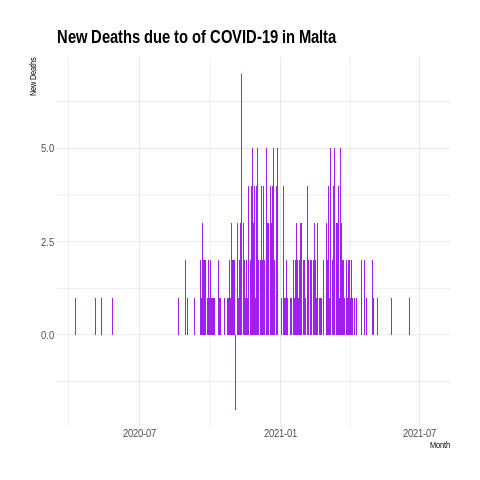 New Deaths due to of COVID-19 in Malta
New Deaths
5.0
2.5
0.0
2020-07
2021-01
2021-07
Month